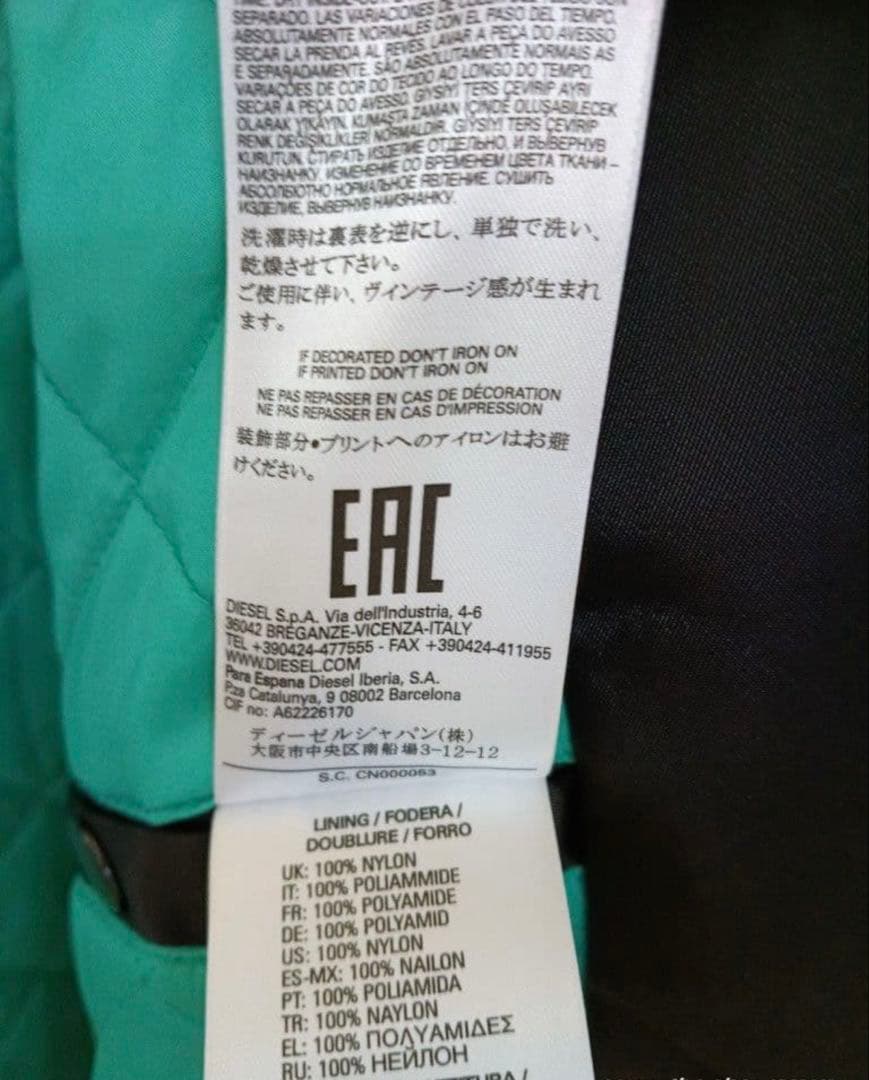 SEPARADO. LAS VARIACIONES DE
ABSOLUTAMENTE NORMALES CON EL PASO DEL TIEMPO.
SECAR LA PRENDA AL REVES. LAVAR A PEÇA DO AVESSO
E SEPARADAMENTE. SÃO ABSOLUTAMENTE NORMAIS AS
VARIAÇÕES DE COR DO TECIDO AO LONGO DO TEMPO.
SECAR A PEÇA DO AVESSO. GIYSIYI TERS ÇEVIRIP AYRI
OLARAK YIKAYIN. KUMASTA ZAMAN IÇINDE OLUSABILECEK
RENK DEGISIKLIKLERI NORMALDIR. GIYSIYI TERS ÇEVIRIP
KURUTUN. СТИРАТЬ ИЗДЕЛИЕ ОТДЕЛЬНО, И ВЫВЕРНУВ
НАИЗНАНКУ. ИЗМЕНЕНИЕ СО ВРЕМЕНЕМ ЦВЕТА ТКАНИ –
АБСОЛЮТНО НОРМАЛЬНОЕ ЯВЛЕНИЕ. СУШИТЬ
ИЗДЕЛИЕ, ВЫВЕРНУВ НАИЗНАНКУ.
洗濯時は裏表を逆にし、単独で洗い、
乾燥させて下さい。
ご使用に伴い、ヴィンテージ感が生まれ
ます。
IF DECORATED DON'T IRON ON
IF PRINTED DON'T IRON ON
NE PAS REPASSER EN CAS DE DÉCORATION
NE PAS REPASSER EN CAS D'IMPRESSION
装飾部分•プリントへのアイロンはお避
けください。
EAC
DIESEL S.p.A. Via dell'Industria, 4-6
36042 BREGANZE-VICENZA-ITALY
TEL +390424-477555 - FAX +390424-411955
WWW.DIESEL.COM
Para Espana Diesel Iberia, S.A.
Pza Catalunya, 9 08002 Barcelona
CIF no: A62226170
ディーゼルジャパン(株)
大阪市中央区南船場3-12-12
S.C. CN000053
LINING / FODERA /
DOUBLURE / FORRO
UK: 100% NYLON
IT: 100% POLIAMMIDE
FR: 100% POLYAMIDE
DE: 100% POLYAMID
US: 100% NYLON
ES-MX: 100% NAILON
PT: 100% POLIAMIDA
TR: 100% NAYLON
EL: 100% ΠΟΛΥΑΜΙΔΕΣ
RU: 100% НЕЙЛОН